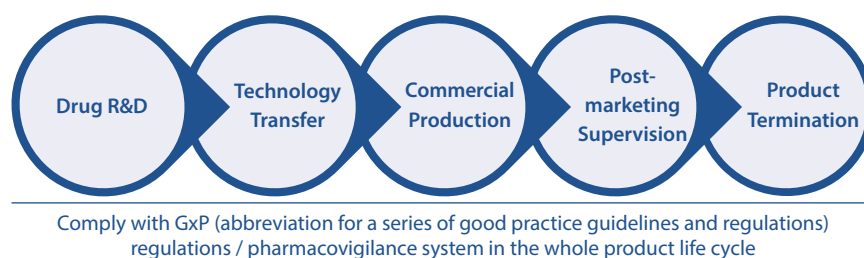 Drug R&D
Technology
Transfer
Commercial
Production
Post-
marketing
Supervision
Product
Termination
Comply with GxP (abbreviation for a series of good practice guidelines and regulations)
regulations / pharmacovigilance system in the whole product life cycle